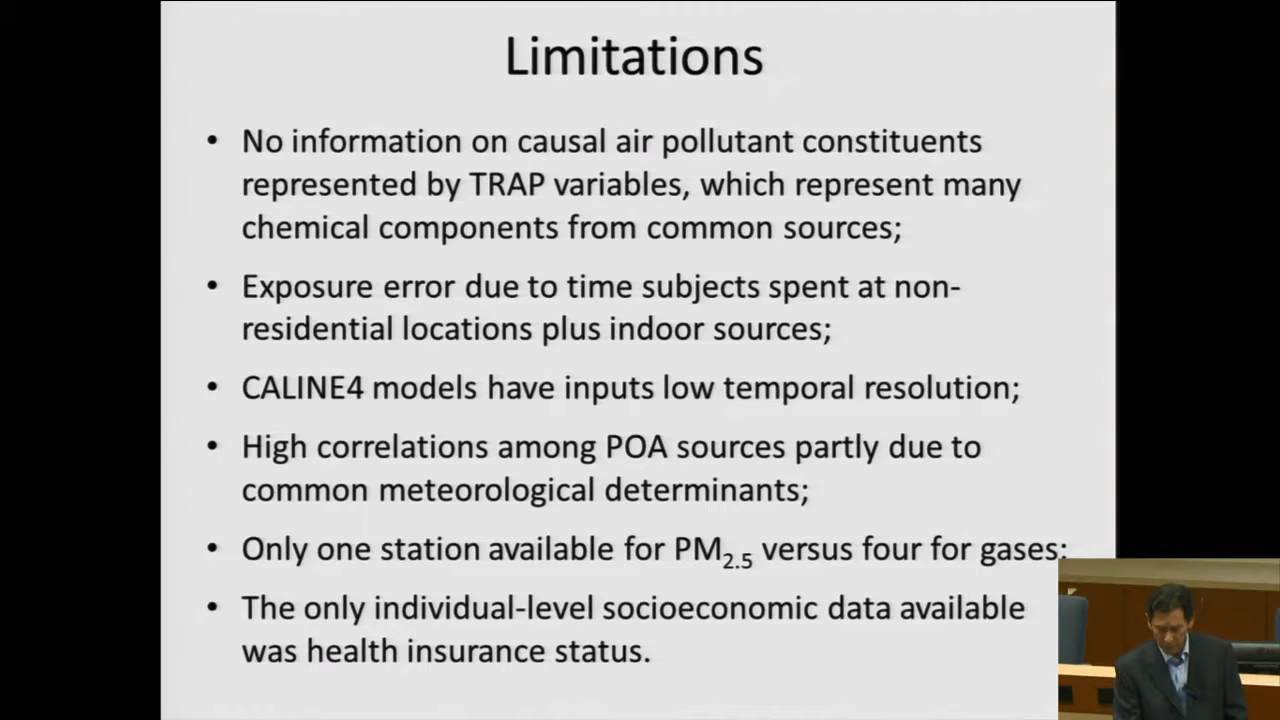 Limitations
• No information on causal air pollutant constituents
represented by TRAP variables, which represent many
chemical components from common sources;
• Exposure error due to time subjects spent at non-
residential locations plus indoor sources;
• CALINE4 models have inputs low temporal resolution;
• High correlations among POA sources partly due to
common meteorological determinants;
• Only one station available for PM2.5 versus four for gases;
• The only individual-level socioeconomic data available
was health insurance status.